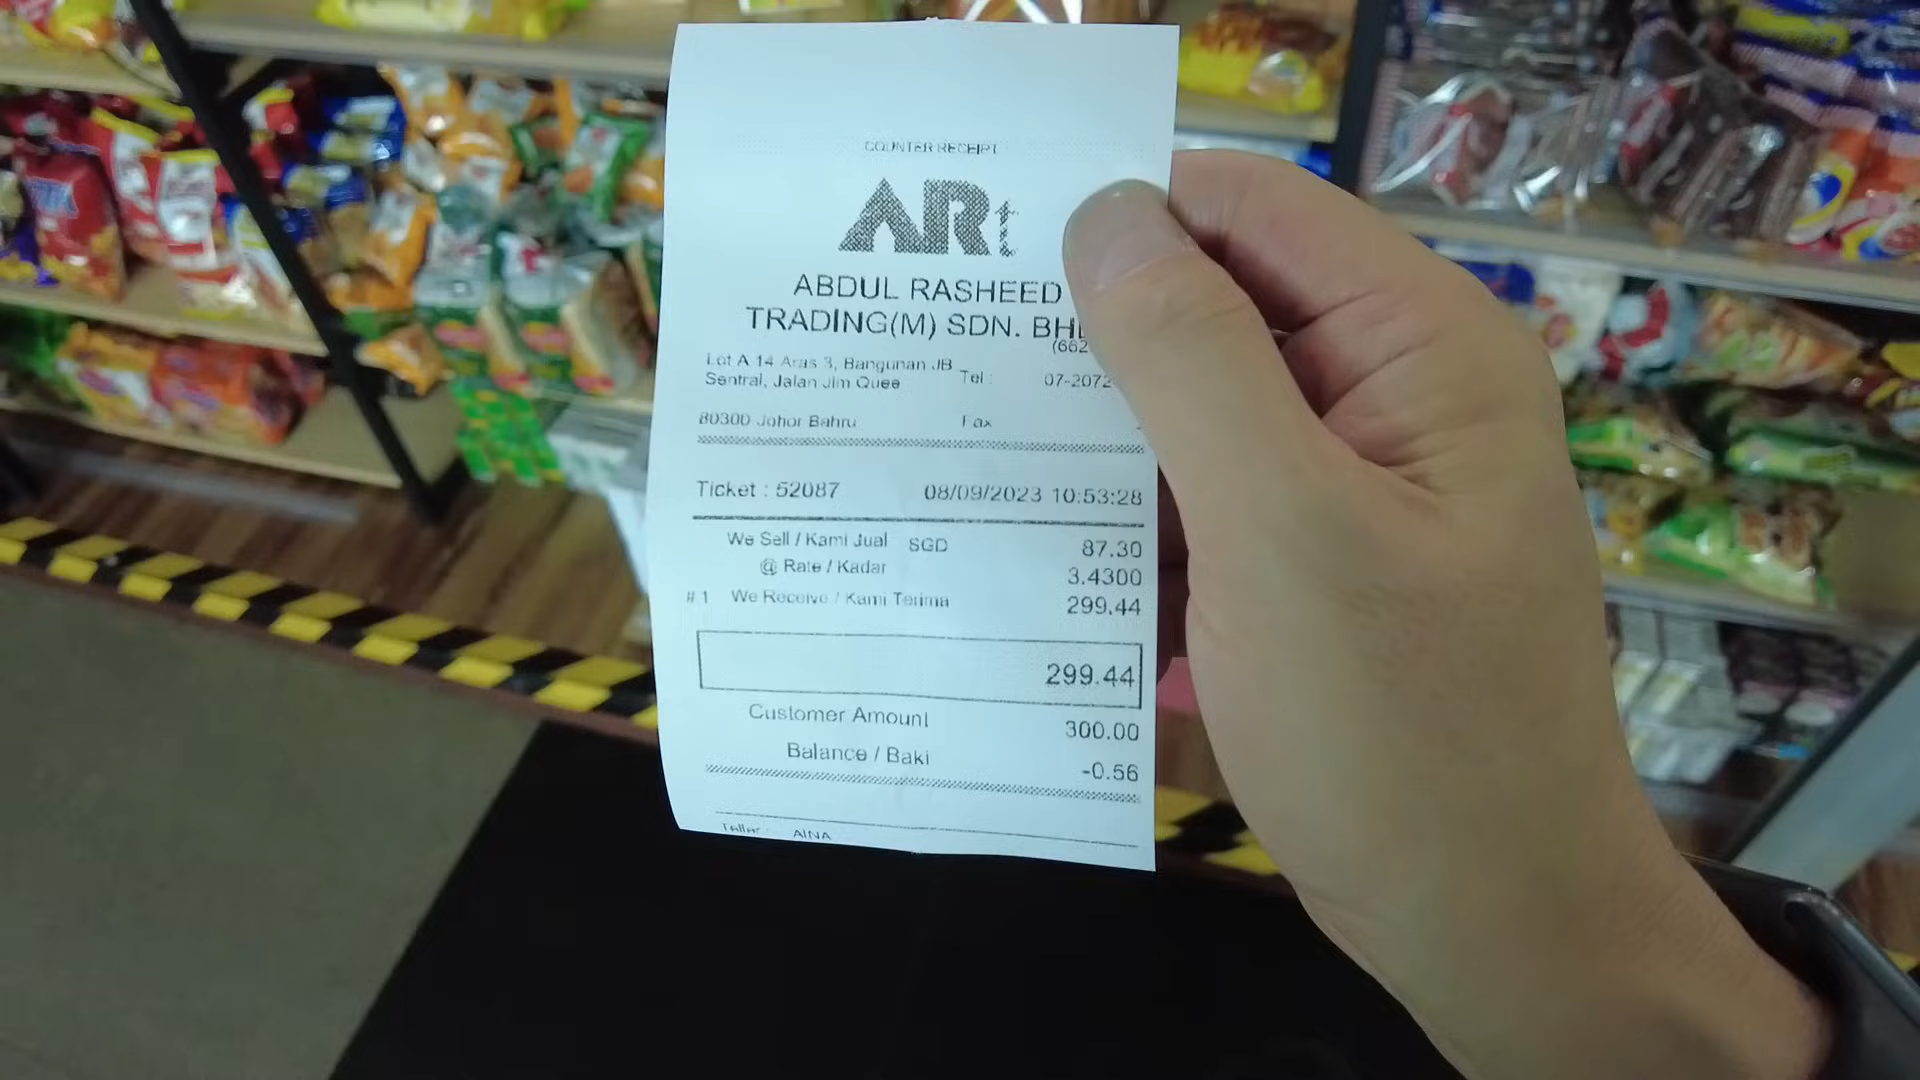 COUNTER RECEIPT
ARt
ABDUL RASHEED
TRADING(M) SDN.
(662
Lot A 14 Aras 3, Bangunan JB
Sentral, Jalan Jim Quee
Tel : 07-2072
80300 Johor Bahru Fax
Ticket : 52087 08/09/2023 10:53:28
We Sell / Kami Jual SGD 87.30
@ Rate / Kadar 3.4300
# 1 We Receive / Kami Terima 299.44
299.44
Customer Amount 300.00
Balance / Baki -0.56
Teller : AINA